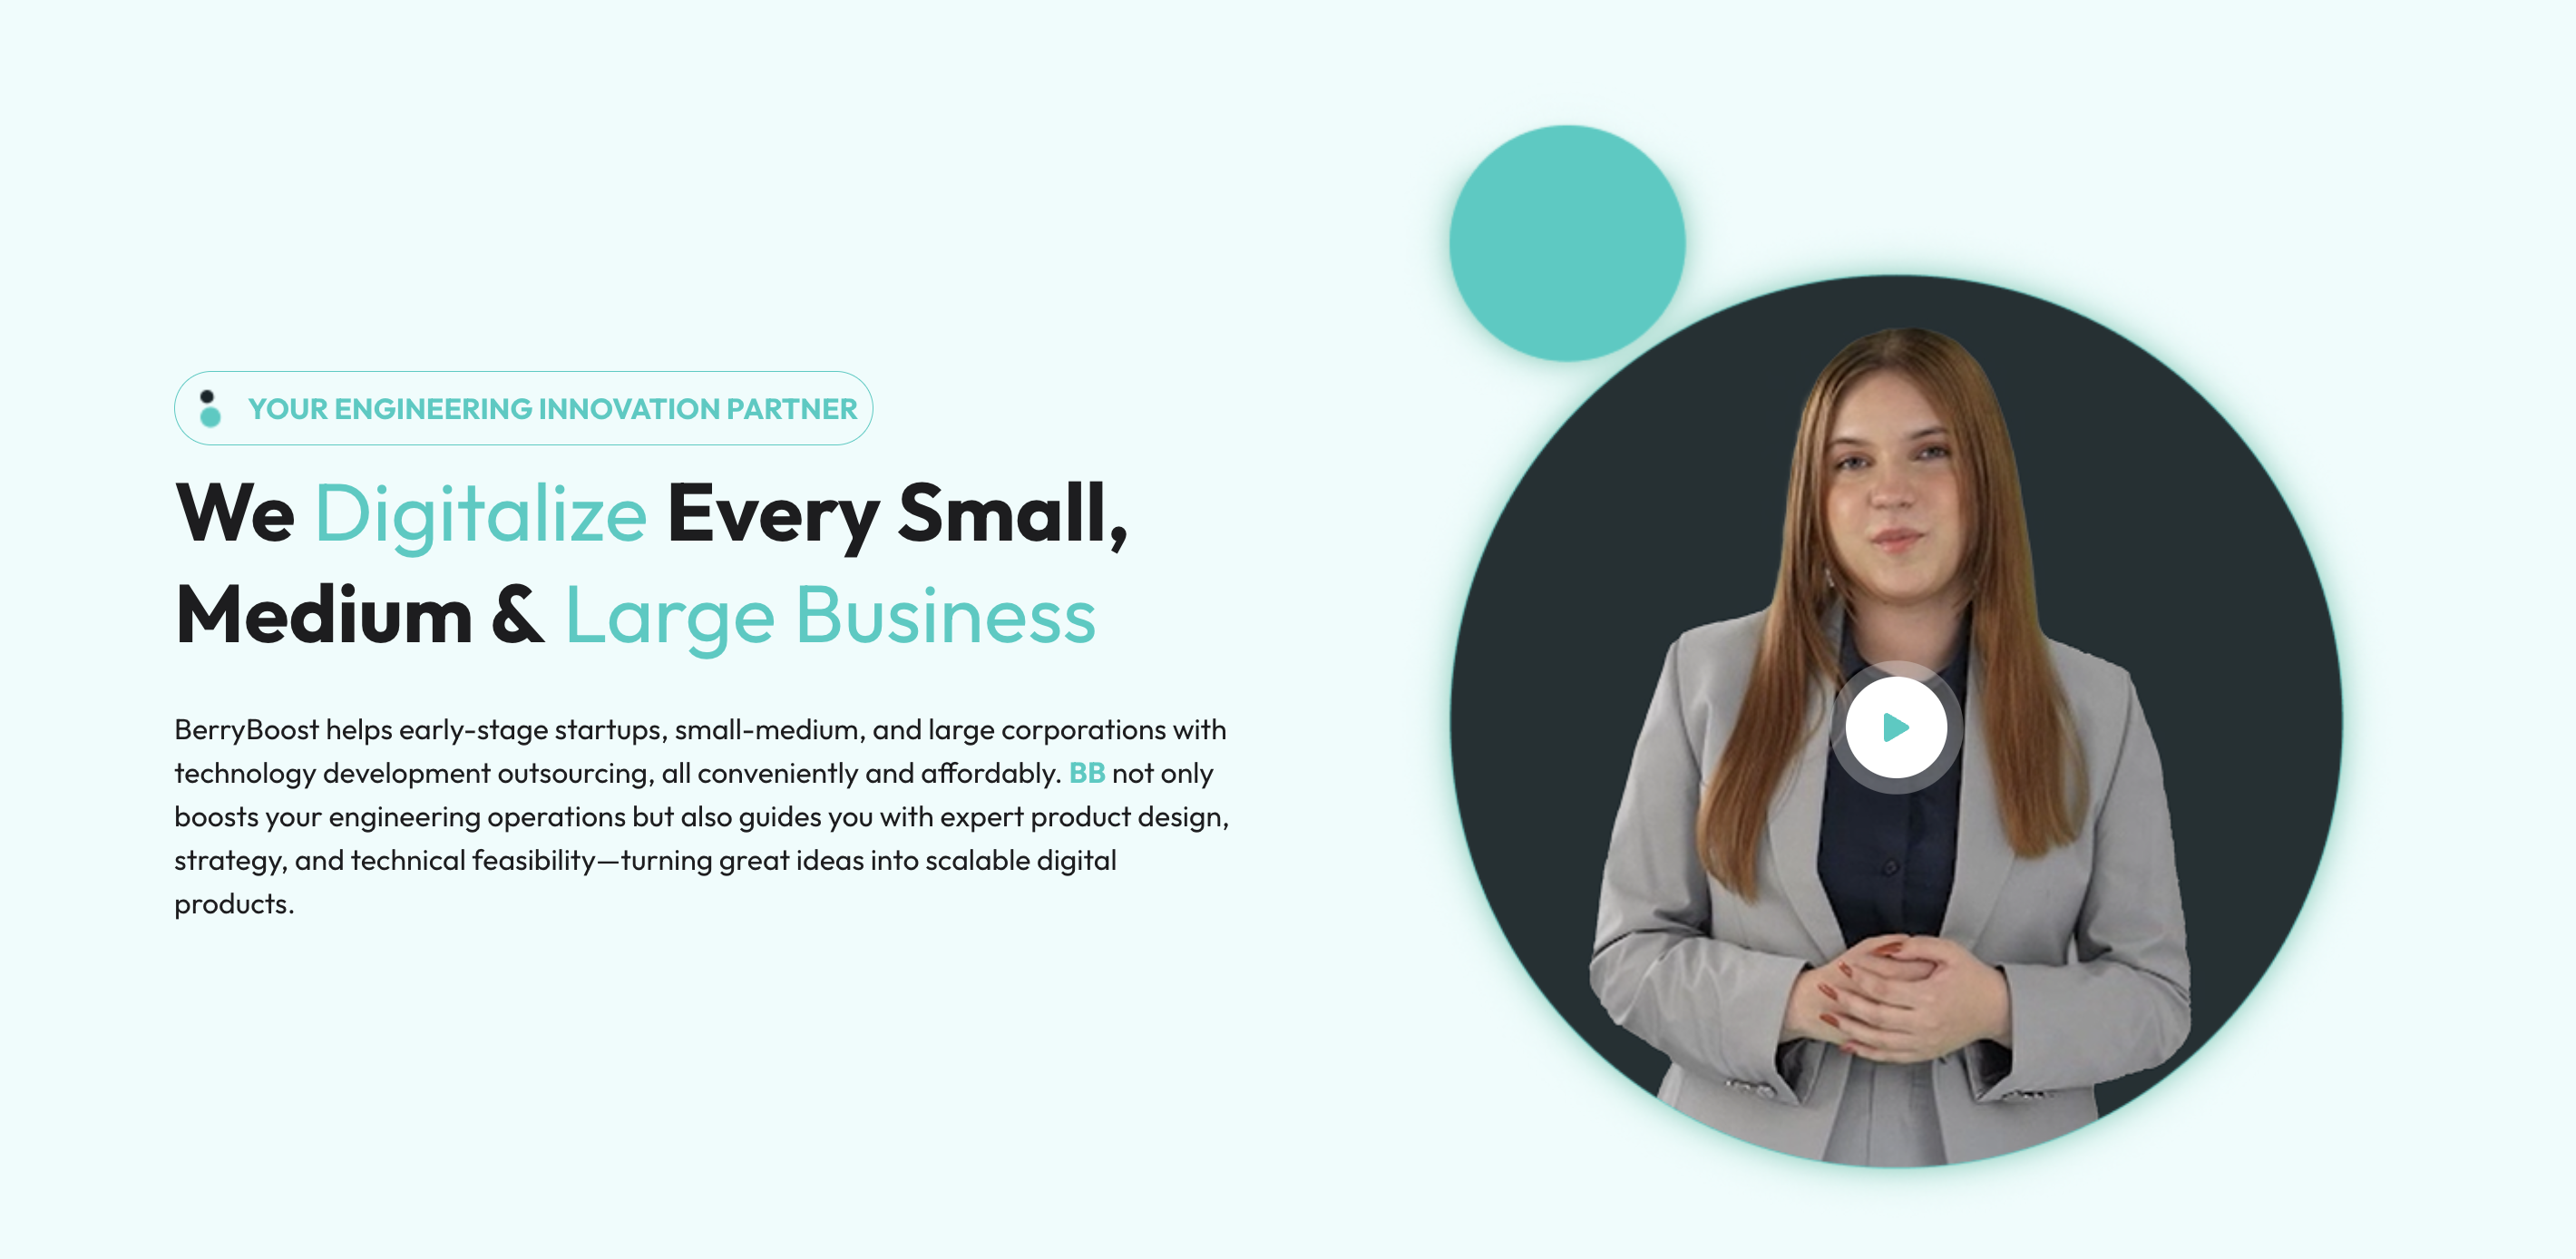 YOUR ENGINEERING INNOVATION PARTNER
We Digitalize Every Small,
Medium & Large Business
BerryBoost helps early-stage startups, small-medium, and large corporations with
technology development outsourcing, all conveniently and affordably. BB not only
boosts your engineering operations but also guides you with expert product design,
strategy, and technical feasibility—turning great ideas into scalable digital
products.